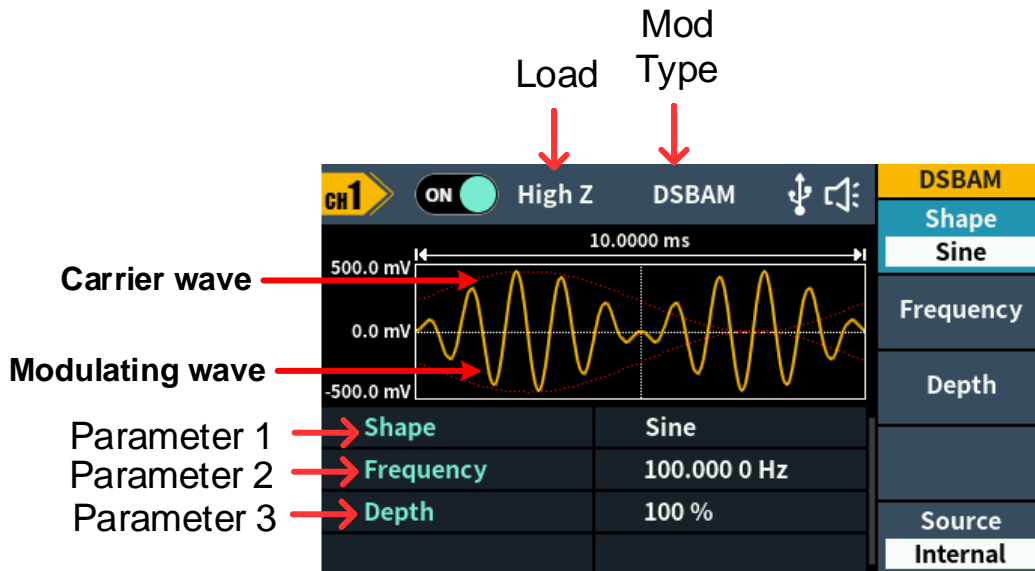 Mod
Load Type
CH1 ON High Z DSBAM DSBAM
Shape
Sine
10.0000 ms
500.0 mV
Carrier wave
Frequency
0.0 mV
Modulating wave
Depth
-500.0 mV
Parameter 1 Shape Sine
Parameter 2 Frequency 100.000 0 Hz
Parameter 3 Depth 100 %
Source
Internal